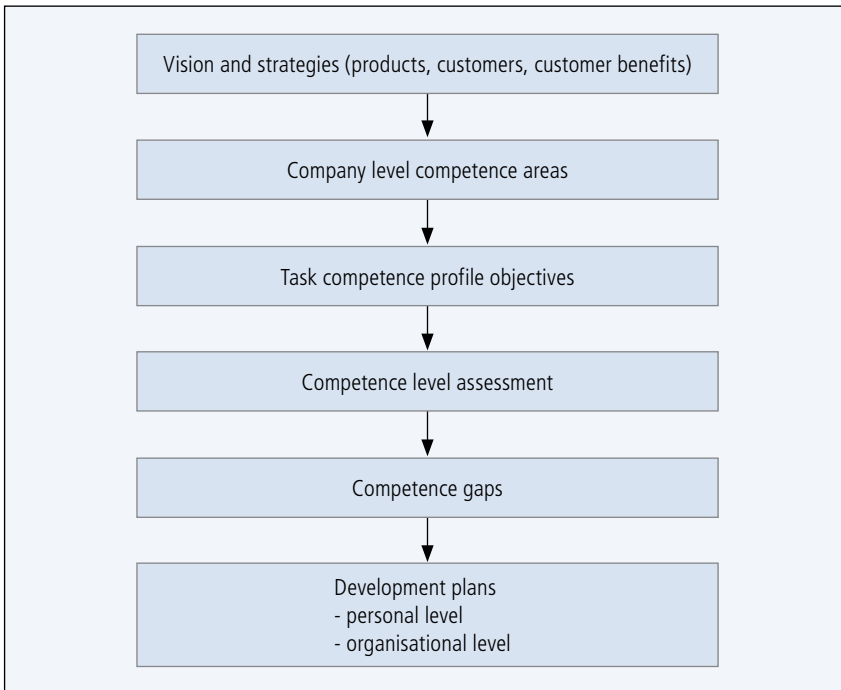 Vision and strategies (products, customers, customer benefits)
Company level competence areas
Task competence profile objectives
Competence level assessment
Competence gaps
Development plans
- personal level
- organisational level